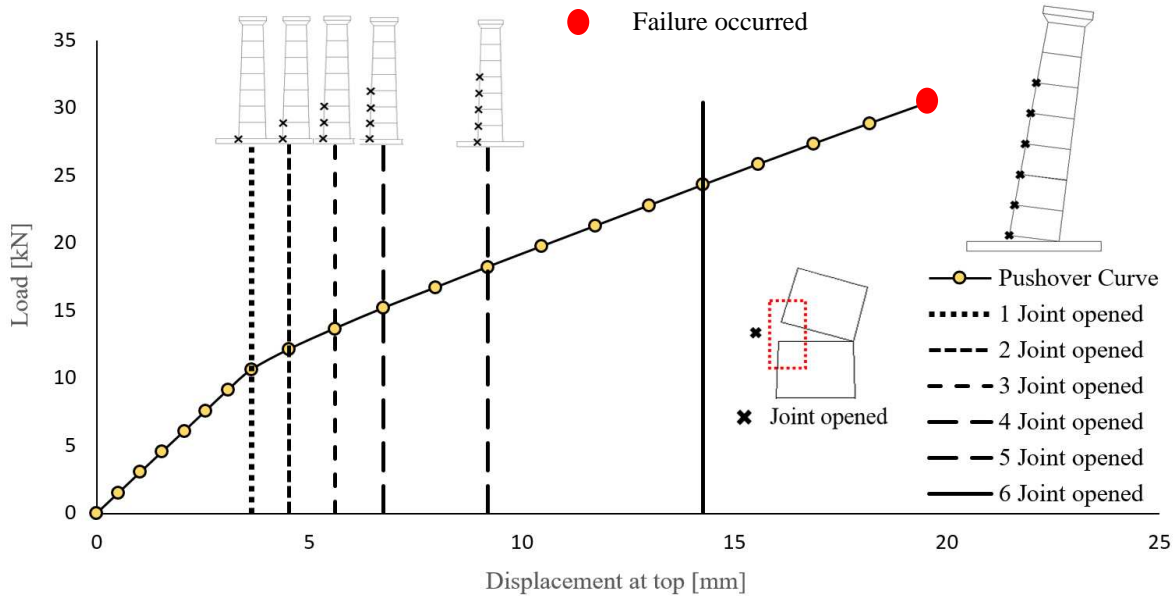 Failure occurred
35
30
25
20
15
10
5
0
Load [kN]
0
5
10
15
20
25
Displacement at top [mm]
Joint opened
Pushover Curve
1 Joint opened
2 Joint opened
3 Joint opened
4 Joint opened
5 Joint opened
6 Joint opened